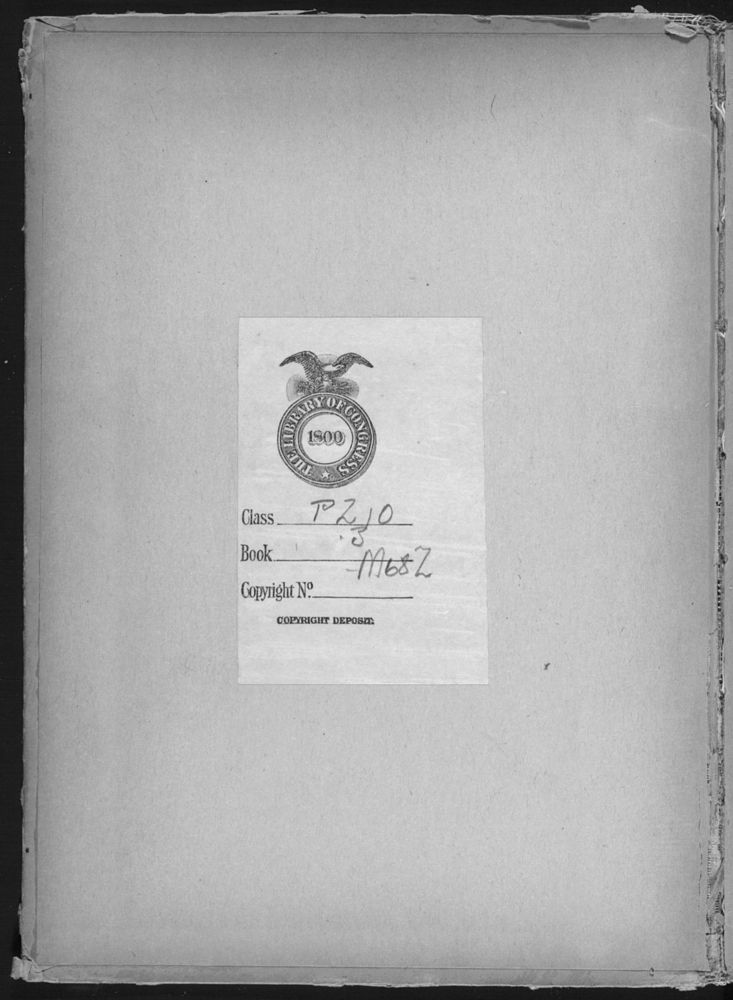 THE LIBRARY OF CONGRESS
1800
Class PZ10
.3
Book M68Z
Copyright Nº.
COPYRIGHT DEPOSIT.